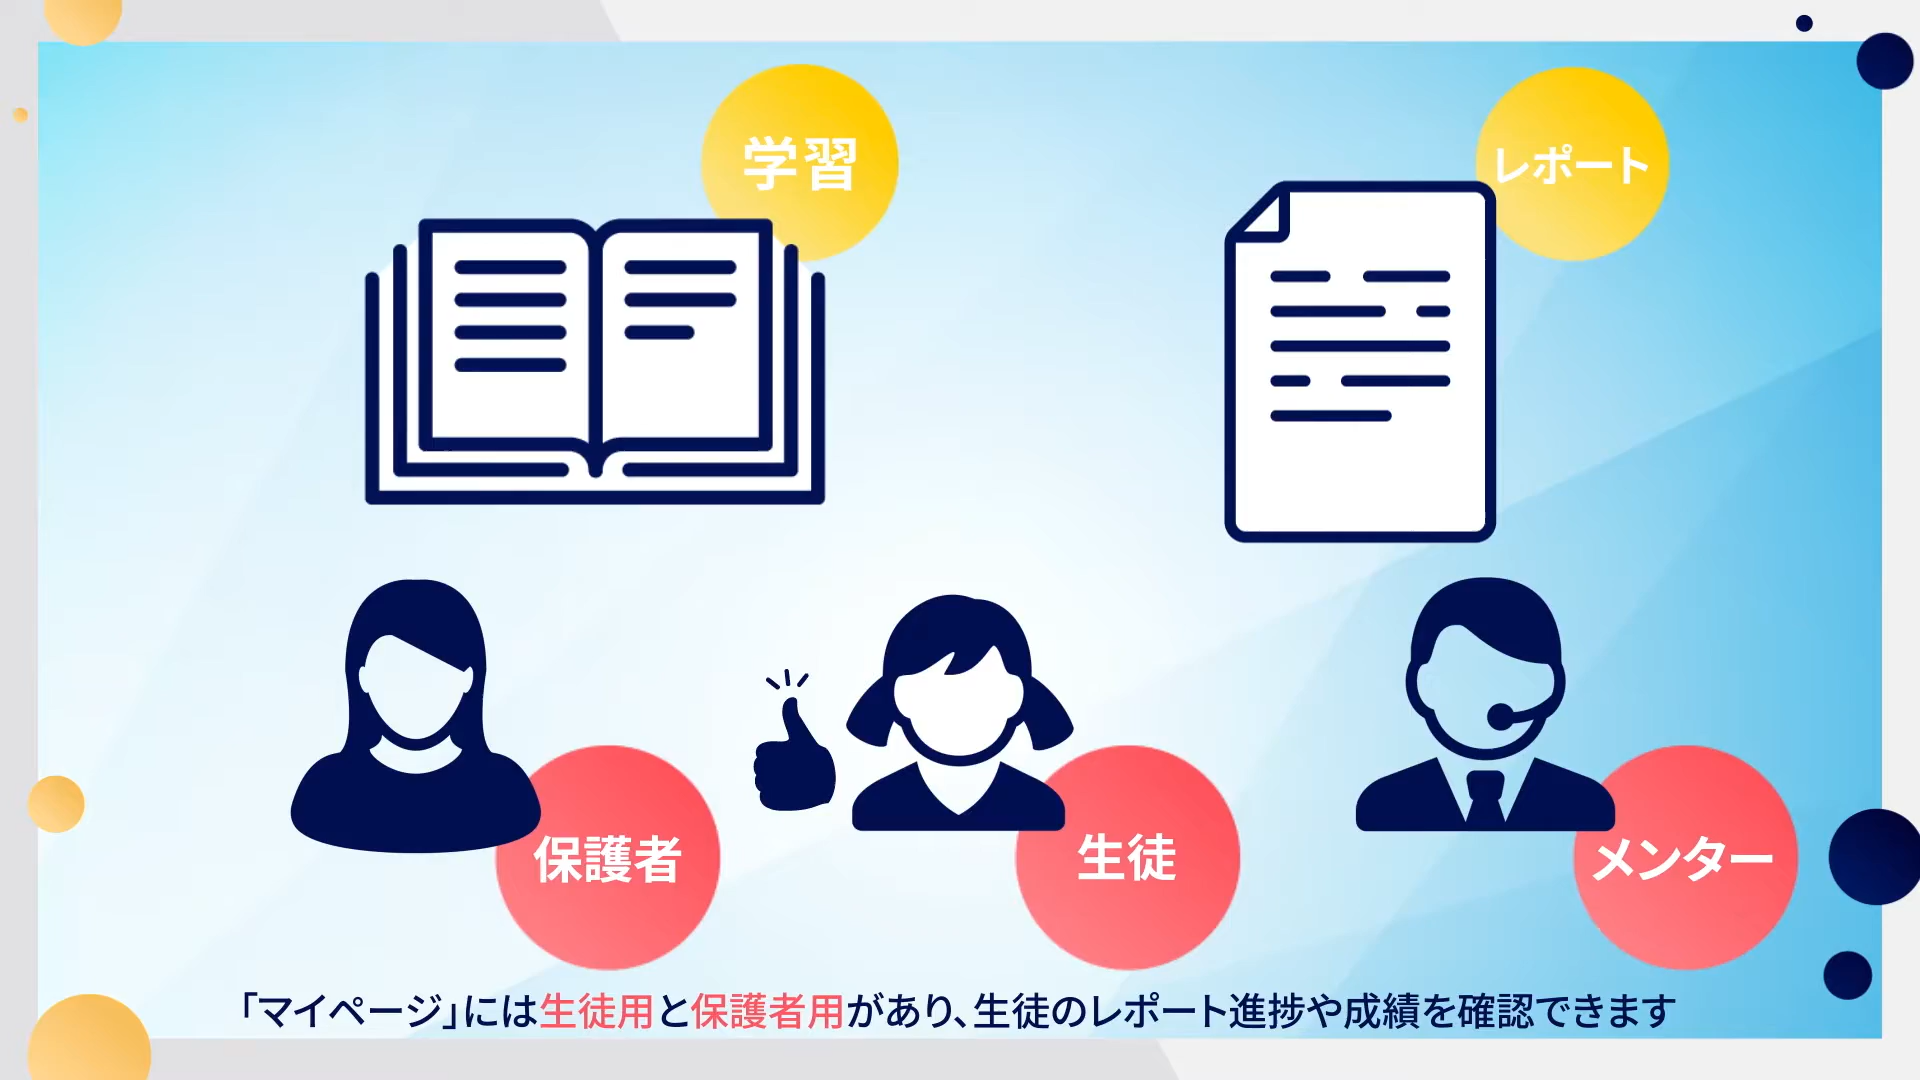 学習
レポート
保護者
生徒
メンター
「マイページ」には生徒用と保護者用があり、生徒のレポート進捗や成績を確認できます